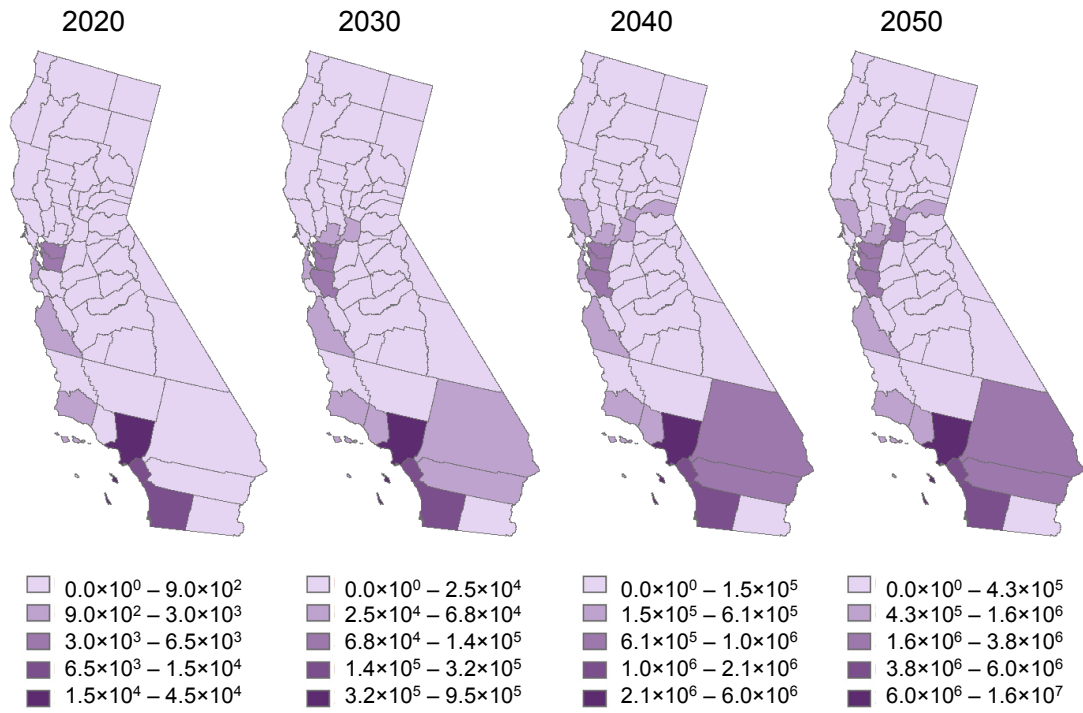 2020 2030 2040 2050
0.0×10⁰ – 9.0×10² 0.0×10⁰ – 2.5×10⁴ 0.0×10⁰ – 1.5×10⁵ 0.0×10⁰ – 4.3×10⁵
9.0×10² – 3.0×10³ 2.5×10⁴ – 6.8×10⁴ 1.5×10⁵ – 6.1×10⁵ 4.3×10⁵ – 1.6×10⁶
3.0×10³ – 6.5×10³ 6.8×10⁴ – 1.4×10⁵ 6.1×10⁵ – 1.0×10⁶ 1.6×10⁶ – 3.8×10⁶
6.5×10³ – 1.5×10⁴ 1.4×10⁵ – 3.2×10⁵ 1.0×10⁶ – 2.1×10⁶ 3.8×10⁶ – 6.0×10⁶
1.5×10⁴ – 4.5×10⁴ 3.2×10⁵ – 9.5×10⁵ 2.1×10⁶ – 6.0×10⁶ 6.0×10⁶ – 1.6×10⁷